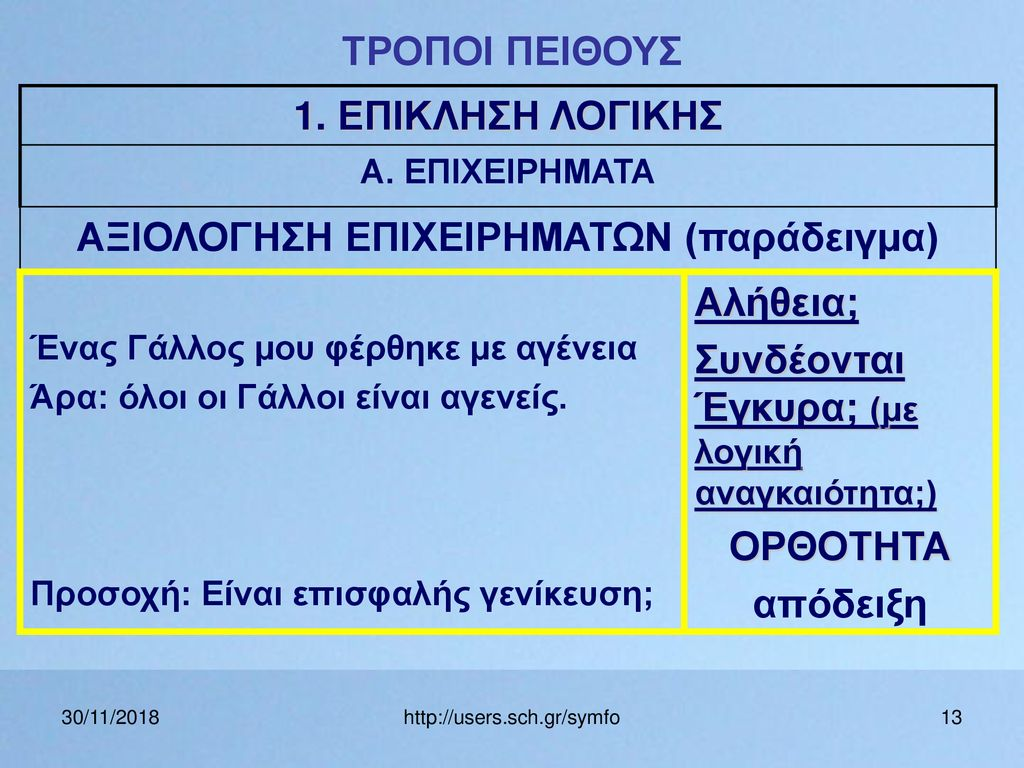 ΤΡΟΠΟΙ ΠΕΙΘΟΥΣ
1. ΕΠΙΚΛΗΣΗ ΛΟΓΙΚΗΣ
Α. ΕΠΙΧΕΙΡΗΜΑΤΑ
ΑΞΙΟΛΟΓΗΣΗ ΕΠΙΧΕΙΡΗΜΑΤΩΝ (παράδειγμα)
Ένας Γάλλος μου φέρθηκε με αγένεια
Άρα: όλοι οι Γάλλοι είναι αγενείς.
Προσοχή: Είναι επισφαλής γενίκευση;
Αλήθεια;
Συνδέονται
Έγκυρα; (με
λογική
αναγκαιότητα;)
ΟΡΘΟΤΗΤΑ
απόδειξη
30/11/2018
http://users.sch.gr/symfo
13